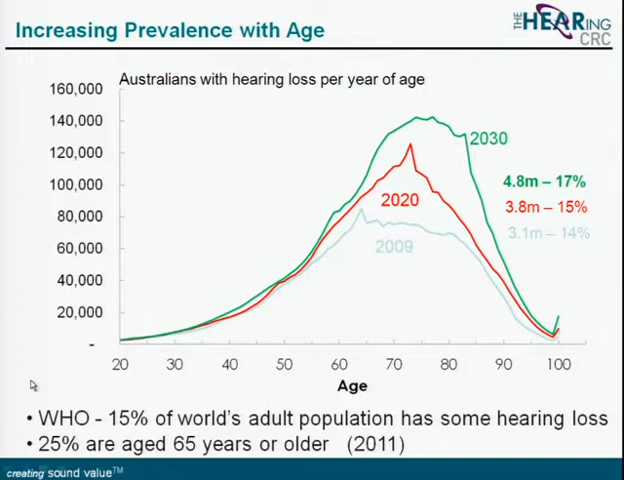 Increasing Prevalence with Age
THE HEARing CRC
Australians with hearing loss per year of age
160,000
140,000
120,000
100,000
80,000
60,000
40,000
20,000
-
2030
2020
2009
4.8m – 17%
3.8m – 15%
3.1m – 14%
20 30 40 50 60 70 80 90 100
Age
• WHO - 15% of world's adult population has some hearing loss
• 25% are aged 65 years or older (2011)
creating sound value™